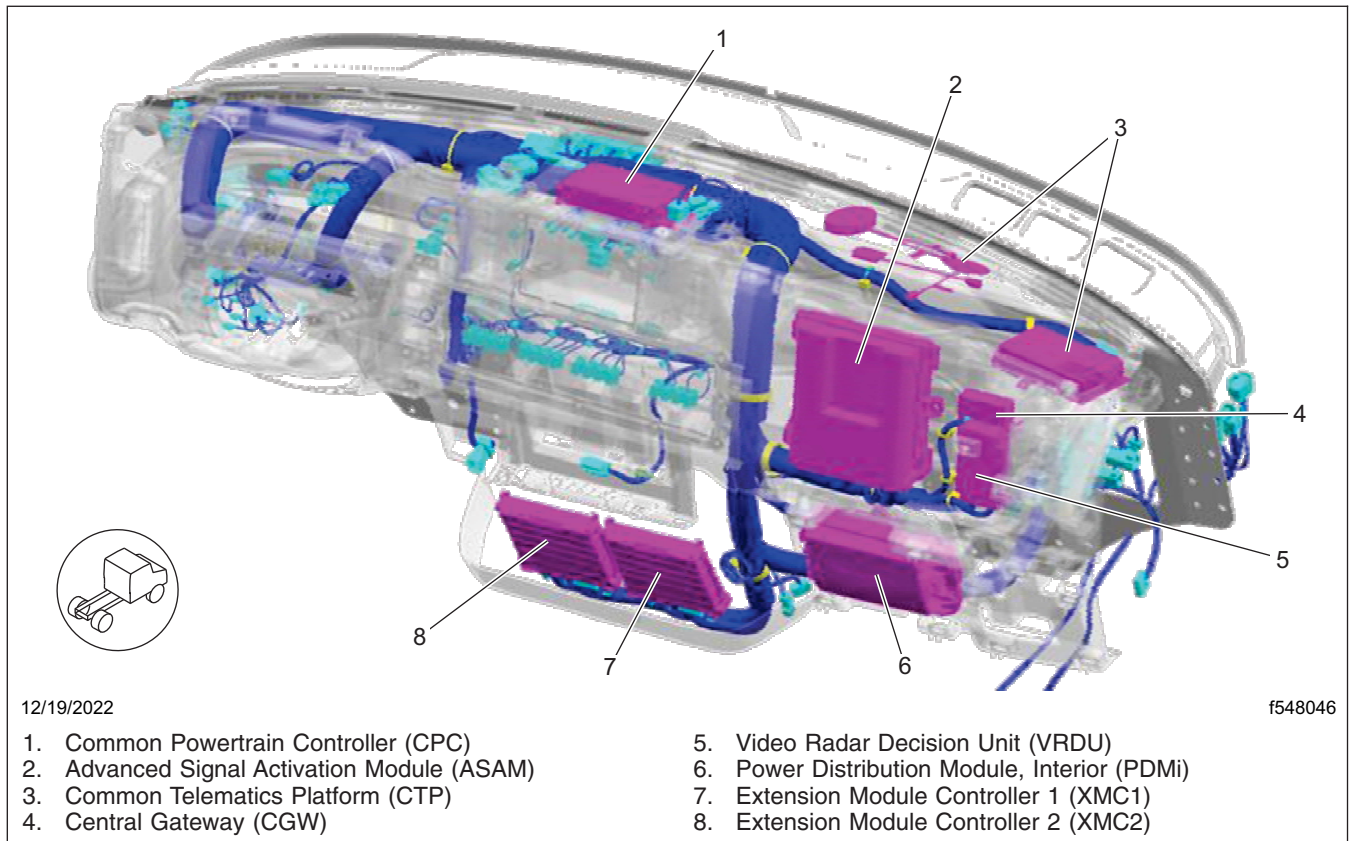 1
2
3
4
5
6
7
8
12/19/2022
f548046
1. Common Powertrain Controller (CPC)
2. Advanced Signal Activation Module (ASAM)
3. Common Telematics Platform (CTP)
4. Central Gateway (CGW)
5. Video Radar Decision Unit (VRDU)
6. Power Distribution Module, Interior (PDMi)
7. Extension Module Controller 1 (XMC1)
8. Extension Module Controller 2 (XMC2)